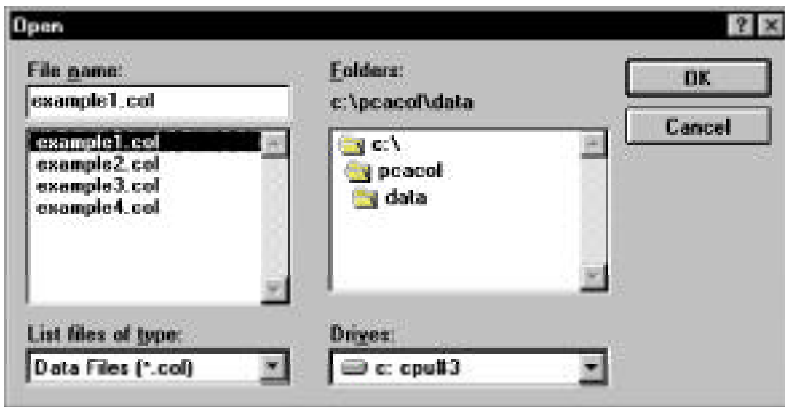 Open
File name:
example1.col
example1.col
example2.col
example3.col
example4.col
List files of type:
Data Files (*.col)
Folders:
c:\pcacol\data
c:\
pcacol
data
Drives:
c: cpu#3
OK
Cancel